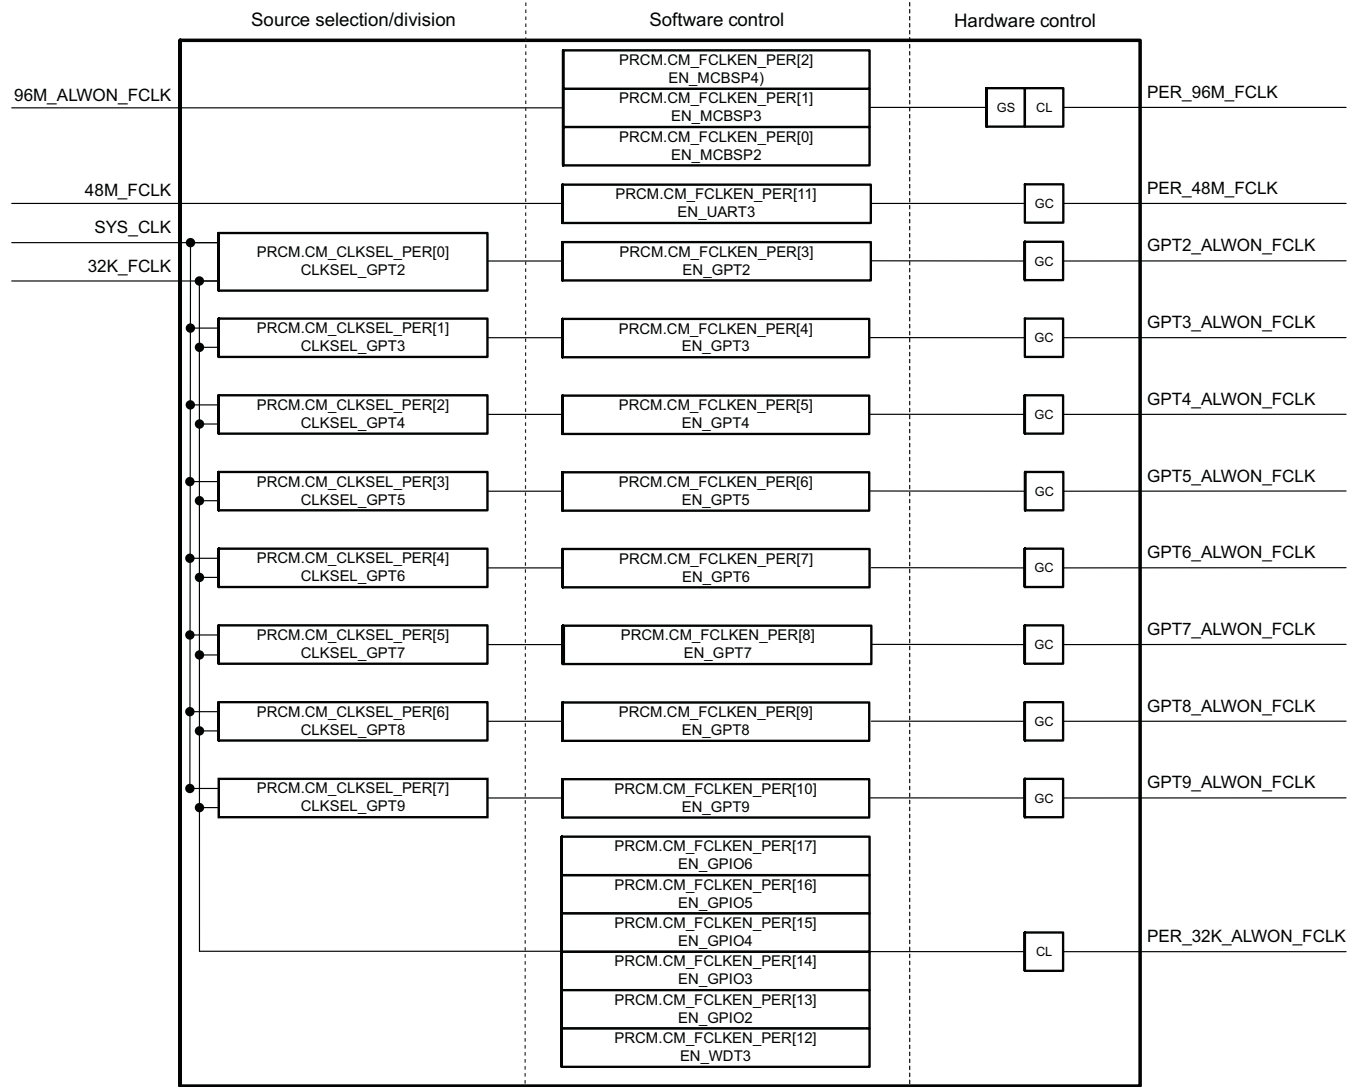 Source selection/division
Software control
Hardware control
PRCM.CM_FCLKEN_PER[2]
EN_MCBSP4)
96M_ALWON_FCLK
PRCM.CM_FCLKEN_PER[1]
EN_MCBSP3
GS
CL
PER_96M_FCLK
PRCM.CM_FCLKEN_PER[0]
EN_MCBSP2
48M_FCLK
PRCM.CM_FCLKEN_PER[11]
EN_UART3
GC
PER_48M_FCLK
SYS_CLK
32K_FCLK
PRCM.CM_CLKSEL_PER[0]
CLKSEL_GPT2
PRCM.CM_FCLKEN_PER[3]
EN_GPT2
GC
GPT2_ALWON_FCLK
PRCM.CM_CLKSEL_PER[1]
CLKSEL_GPT3
PRCM.CM_FCLKEN_PER[4]
EN_GPT3
GC
GPT3_ALWON_FCLK
PRCM.CM_CLKSEL_PER[2]
CLKSEL_GPT4
PRCM.CM_FCLKEN_PER[5]
EN_GPT4
GC
GPT4_ALWON_FCLK
PRCM.CM_CLKSEL_PER[3]
CLKSEL_GPT5
PRCM.CM_FCLKEN_PER[6]
EN_GPT5
GC
GPT5_ALWON_FCLK
PRCM.CM_CLKSEL_PER[4]
CLKSEL_GPT6
PRCM.CM_FCLKEN_PER[7]
EN_GPT6
GC
GPT6_ALWON_FCLK
PRCM.CM_CLKSEL_PER[5]
CLKSEL_GPT7
PRCM.CM_FCLKEN_PER[8]
EN_GPT7
GC
GPT7_ALWON_FCLK
PRCM.CM_CLKSEL_PER[6]
CLKSEL_GPT8
PRCM.CM_FCLKEN_PER[9]
EN_GPT8
GC
GPT8_ALWON_FCLK
PRCM.CM_CLKSEL_PER[7]
CLKSEL_GPT9
PRCM.CM_FCLKEN_PER[10]
EN_GPT9
GC
GPT9_ALWON_FCLK
PRCM.CM_FCLKEN_PER[17]
EN_GPIO6
PRCM.CM_FCLKEN_PER[16]
EN_GPIO5
PRCM.CM_FCLKEN_PER[15]
EN_GPIO4
CL
PER_32K_ALWON_FCLK
PRCM.CM_FCLKEN_PER[14]
EN_GPIO3
PRCM.CM_FCLKEN_PER[13]
EN_GPIO2
PRCM.CM_FCLKEN_PER[12]
EN_WDT3